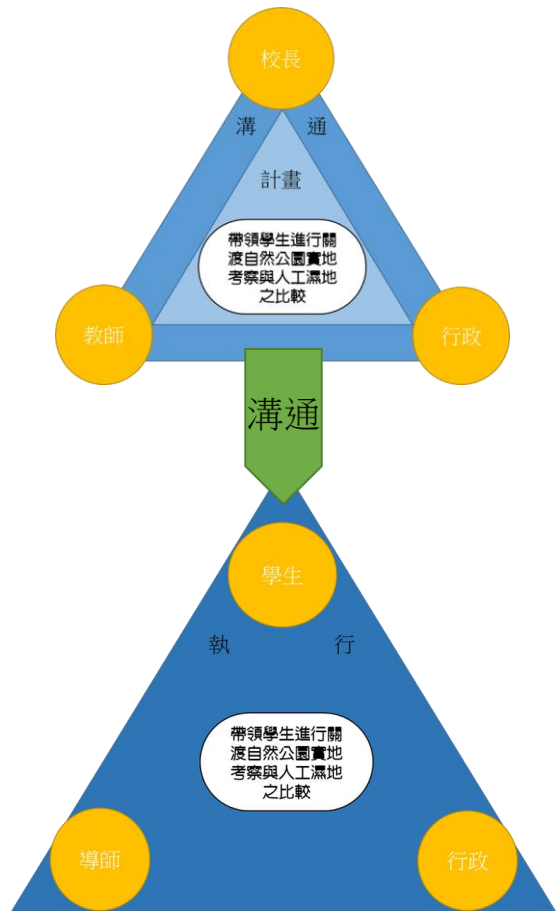 校長
溝 通
計畫
帶領學生進行關
渡自然公園實地
考察與人工濕地
之比較
教師
行政
溝通
學生
執 行
帶領學生進行關
渡自然公園實地
考察與人工濕地
之比較
導師
行政